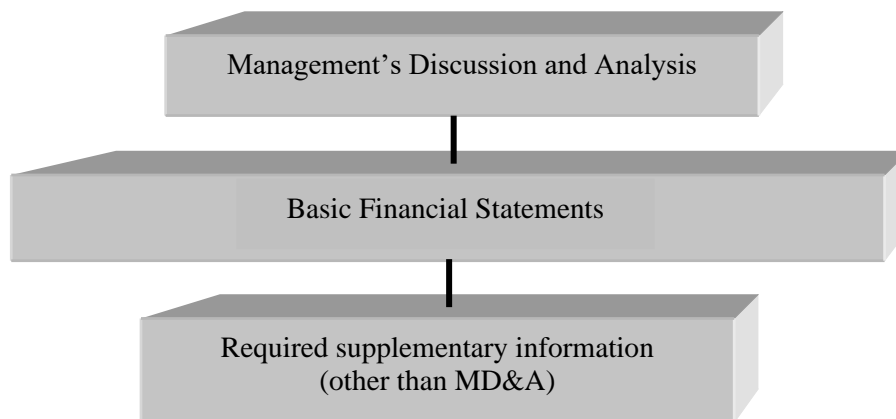 Management’s Discussion and Analysis
Basic Financial Statements
Required supplementary information
(other than MD&A)